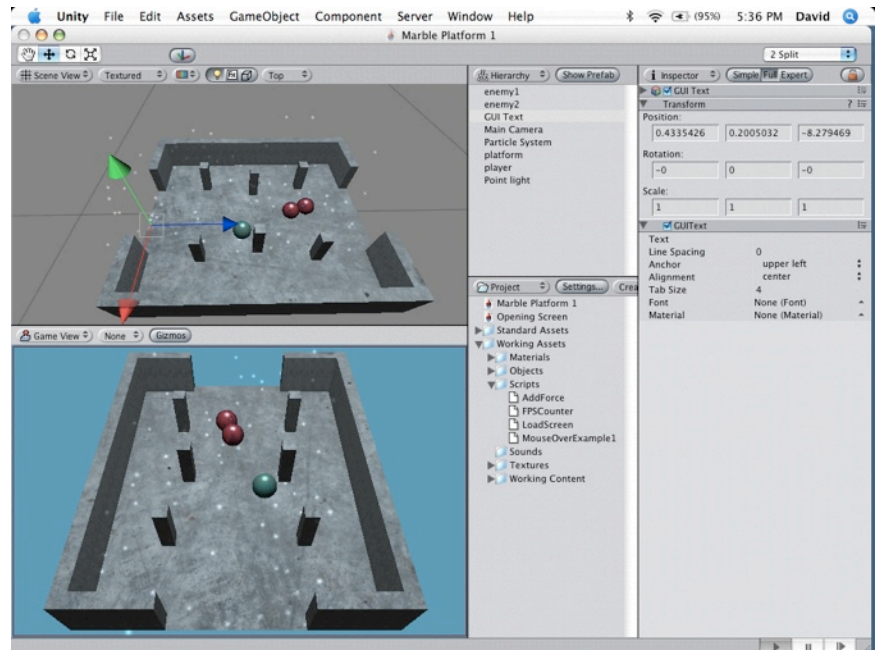 Unity File Edit Assets GameObject Component Server Window Help (95%) 5:36 PM David
Marble Platform 1
2 Split
Scene View Textured Top
Hierarchy Show Prefab
enemy1
enemy2
GUI Text
Main Camera
Particle System
platform
player
Point light
Inspector Simple Full Expert
GUI Text
Transform ?
Position:
0.4335426 0.2005032 -8.279469
Rotation:
-0 0 -0
Scale:
1 1 1
GUIText
Text
Line Spacing 0
Anchor upper left
Alignment center
Tab Size 4
Font None (Font)
Material None (Material)
Project Settings... Crea
Marble Platform 1
Opening Screen
Standard Assets
Working Assets
Materials
Objects
Scripts
AddForce
FPSCounter
LoadScreen
MouseOverExample1
Sounds
Textures
Working Content
Game View None Gizmos